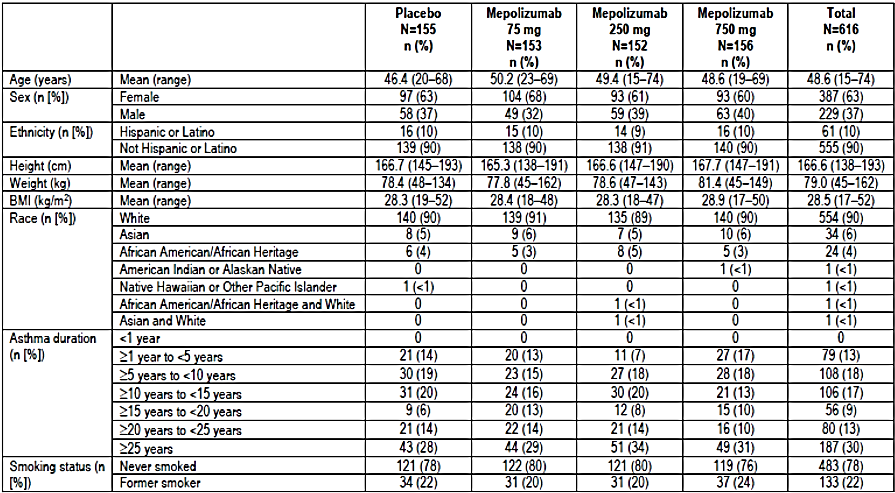 Placebo N=155 n (%) Mepolizumab 75 mg N=153 n (%) Mepolizumab 250 mg N=152 n (%) Mepolizumab 750 mg N=156 n (%) Total N=616 n (%)
Age (years) Mean (range) 46.4 (20–68) 50.2 (23–69) 49.4 (15–74) 48.6 (19–69) 48.6 (15–74)
Sex (n [%]) Female 97 (63) 104 (68) 93 (61) 93 (60) 387 (63)
Male 58 (37) 49 (32) 59 (39) 63 (40) 229 (37)
Ethnicity (n [%]) Hispanic or Latino 16 (10) 15 (10) 14 (9) 16 (10) 61 (10)
Not Hispanic or Latino 139 (90) 138 (90) 138 (91) 140 (90) 555 (90)
Height (cm) Mean (range) 166.7 (145–193) 165.3 (138–191) 166.6 (147–190) 167.7 (147–191) 166.6 (138–193)
Weight (kg) Mean (range) 78.4 (48–134) 77.8 (45–162) 78.6 (47–143) 81.4 (45–149) 79.0 (45–162)
BMI (kg/m²) Mean (range) 28.3 (19–52) 28.4 (18–48) 28.3 (18–47) 28.9 (17–50) 28.5 (17–52)
Race (n [%]) White 140 (90) 139 (91) 135 (89) 140 (90) 554 (90)
Asian 8 (5) 9 (6) 7 (5) 10 (6) 34 (6)
African American/African Heritage 6 (4) 5 (3) 8 (5) 5 (3) 24 (4)
American Indian or Alaskan Native 0 0 0 1 (<1) 1 (<1)
Native Hawaiian or Other Pacific Islander 1 (<1) 0 0 0 1 (<1)
African American/African Heritage and White 0 0 1 (<1) 0 1 (<1)
Asian and White 0 0 1 (<1) 0 1 (<1)
Asthma duration (n [%]) <1 year 0 0 0 0 0
≥1 year to <5 years 21 (14) 20 (13) 11 (7) 27 (17) 79 (13)
≥5 years to <10 years 30 (19) 23 (15) 27 (18) 28 (18) 108 (18)
≥10 years to <15 years 31 (20) 24 (16) 30 (20) 21 (13) 106 (17)
≥15 years to <20 years 9 (6) 20 (13) 12 (8) 15 (10) 56 (9)
≥20 years to <25 years 21 (14) 22 (14) 21 (14) 16 (10) 80 (13)
≥25 years 43 (28) 44 (29) 51 (34) 49 (31) 187 (30)
Smoking status (n [%]) Never smoked 121 (78) 122 (80) 121 (80) 119 (76) 483 (78)
Former smoker 34 (22) 31 (20) 31 (20) 37 (24) 133 (22)